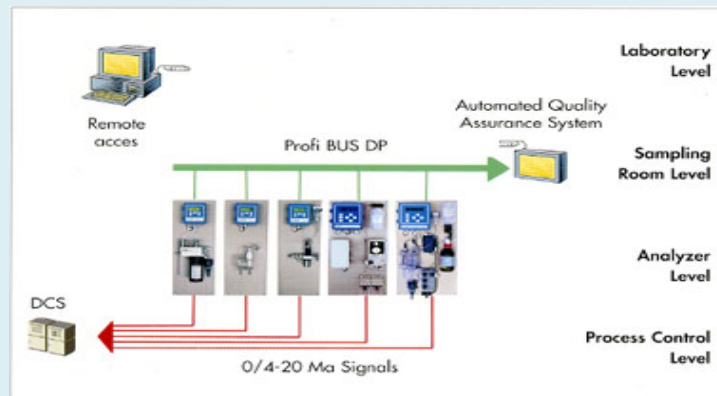 Laboratory
Level
Remote
acces
Automated Quality
Assurance System
Profi BUS DP
Sampling
Room Level
Analyzer
Level
DCS
Process Control
Level
0/4-20 Ma Signals